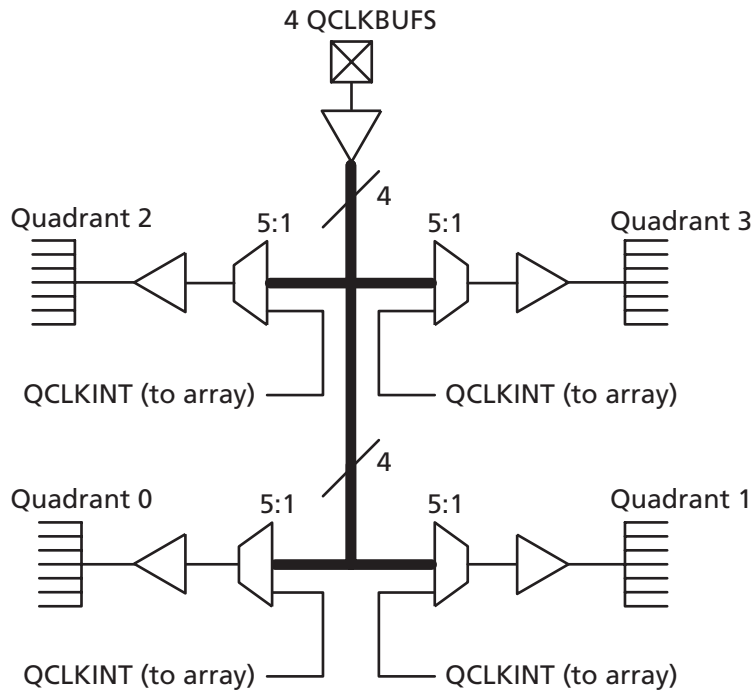 4 QCLKBUFS
4
Quadrant 2
5:1
5:1
Quadrant 3
QCLKINT (to array)
QCLKINT (to array)
4
Quadrant 0
5:1
5:1
Quadrant 1
QCLKINT (to array)
QCLKINT (to array)